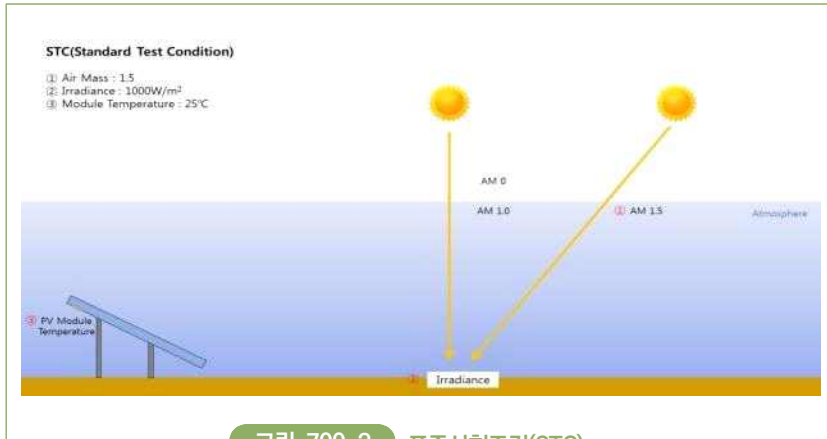 STC(Standard Test Condition)
① Air Mass : 1.5
② Irradiance : 1000W/m²
③ Module Temperature : 25℃
AM 0
AM 1.0
① AM 1.5
Atmosphere
③ PV Module
Temperature
② Irradiance